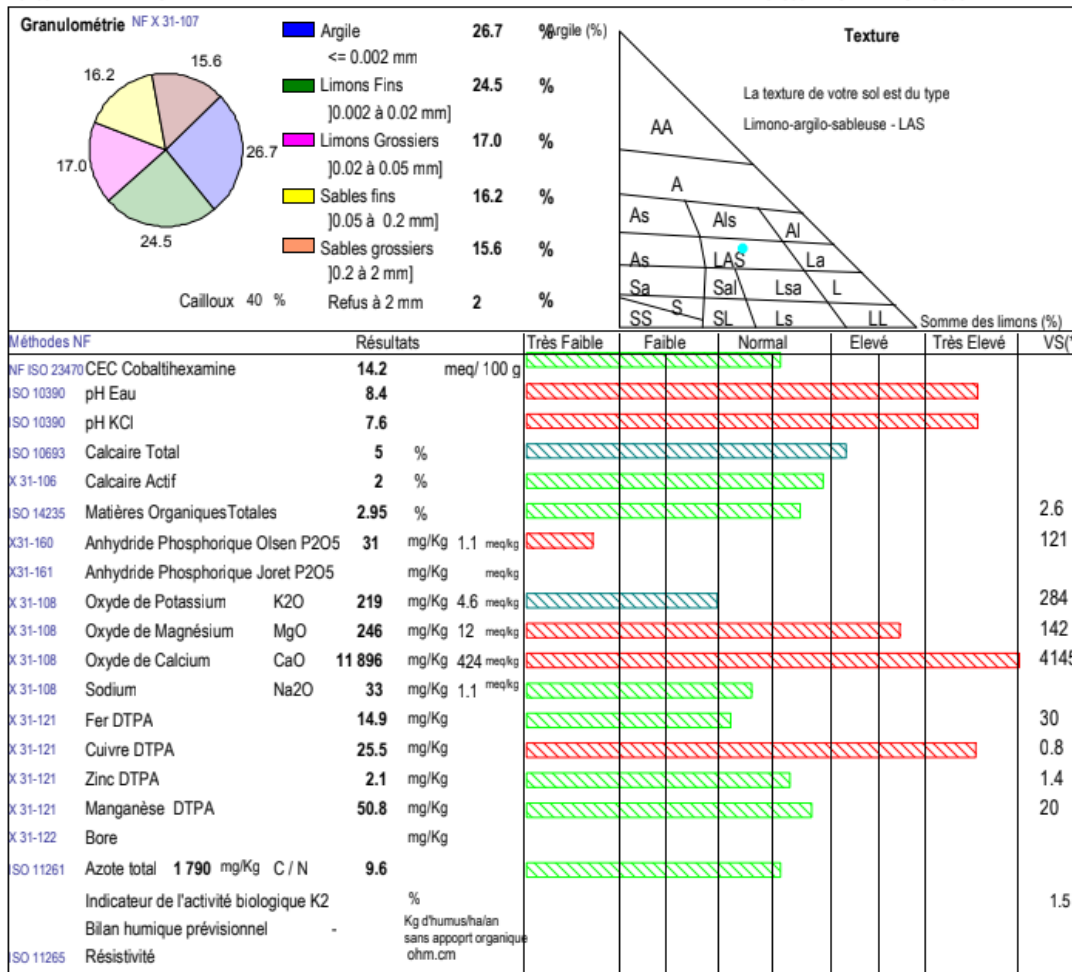 Granulométrie NF X 31-107
16.2
15.6
17.0
26.7
24.5
Argile 26.7 %
<= 0.002 mm
Limons Fins 24.5 %
]0.002 à 0.02 mm]
Limons Grossiers 17.0 %
]0.02 à 0.05 mm]
Sables fins 16.2 %
]0.05 à 0.2 mm]
Sables grossiers 15.6 %
]0.2 à 2 mm]
Cailloux 40 % Refus à 2 mm 2 %
Argile (%)
Texture
La texture de votre sol est du type
Limono-argilo-sableuse - LAS
AA
A
As Als Al
As LAS La
Sa Sal Lsa L
SS S SL Ls LL
Somme des limons (%)
Méthodes NF Résultats Très Faible Faible Normal Elevé Très Elevé VS(
NF ISO 23470 CEC Cobaltihexamine 14.2 meq/ 100 g
ISO 10390 pH Eau 8.4
ISO 10390 pH KCl 7.6
ISO 10693 Calcaire Total 5 %
X 31-106 Calcaire Actif 2 %
ISO 14235 Matières OrganiquesTotales 2.95 % 2.6
X31-160 Anhydride Phosphorique Olsen P2O5 31 mg/Kg 1.1 meq/kg 121
X31-161 Anhydride Phosphorique Joret P2O5 mg/Kg meq/kg
X 31-108 Oxyde de Potassium K2O 219 mg/Kg 4.6 meq/kg 284
X 31-108 Oxyde de Magnésium MgO 246 mg/Kg 12 meq/kg 142
X 31-108 Oxyde de Calcium CaO 11 896 mg/Kg 424 meq/kg 4145
X 31-108 Sodium Na2O 33 mg/Kg 1.1 meq/kg
X 31-121 Fer DTPA 14.9 mg/Kg 30
X 31-121 Cuivre DTPA 25.5 mg/Kg 0.8
X 31-121 Zinc DTPA 2.1 mg/Kg 1.4
X 31-121 Manganèse DTPA 50.8 mg/Kg 20
X 31-122 Bore mg/Kg
ISO 11261 Azote total 1 790 mg/Kg C / N 9.6
Indicateur de l'activité biologique K2 % 1.5
Bilan humique prévisionnel - Kg d'humus/ha/an
sans appoprt organique
ISO 11265 Résistivité ohm.cm